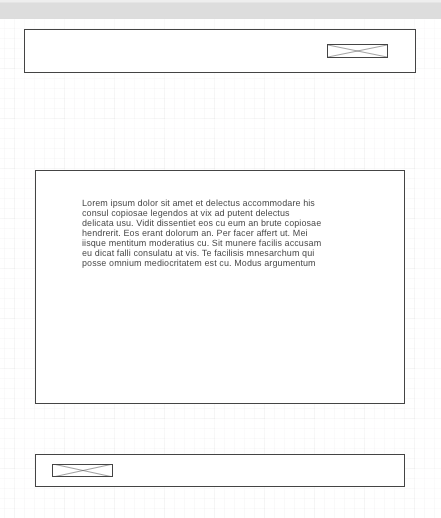 Lorem ipsum dolor sit amet et delectus accommodare his
consul copiosae legendos at vix ad putent delectus
delicata usu. Vidit dissentiet eos cu eum an brute copiosae
hendrerit. Eos erant dolorum an. Per facer affert ut. Mei
iisque mentitum moderatius cu. Sit munere facilis accusam
eu dicat falli consulatu at vis. Te facilisis mnesarchum qui
posse omnium mediocritatem est cu. Modus argumentum